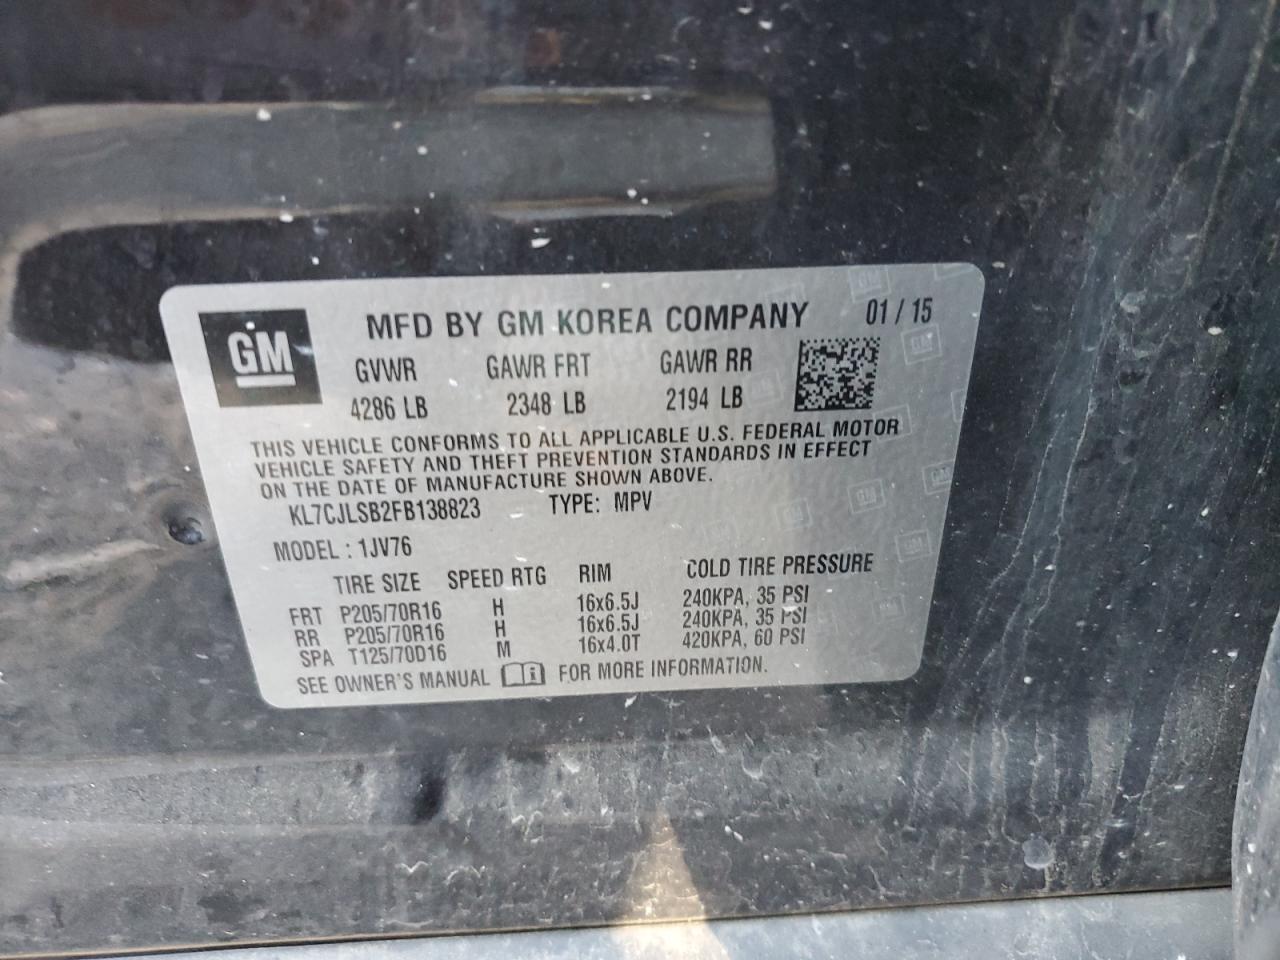 GM
MFD BY GM KOREA COMPANY 01 / 15
GVWR GAWR FRT GAWR RR
4286 LB 2348 LB 2194 LB
THIS VEHICLE CONFORMS TO ALL APPLICABLE U.S. FEDERAL MOTOR
VEHICLE SAFETY AND THEFT PREVENTION STANDARDS IN EFFECT
ON THE DATE OF MANUFACTURE SHOWN ABOVE.
KL7CJLSB2FB138823 TYPE: MPV
MODEL : 1JV76
TIRE SIZE SPEED RTG RIM COLD TIRE PRESSURE
FRT P205/70R16 H 16x6.5J 240KPA, 35 PSI
RR P205/70R16 H 16x6.5J 240KPA, 35 PSI
SPA T125/70D16 M 16x4.0T 420KPA, 60 PSI
SEE OWNER'S MANUAL FOR MORE INFORMATION.